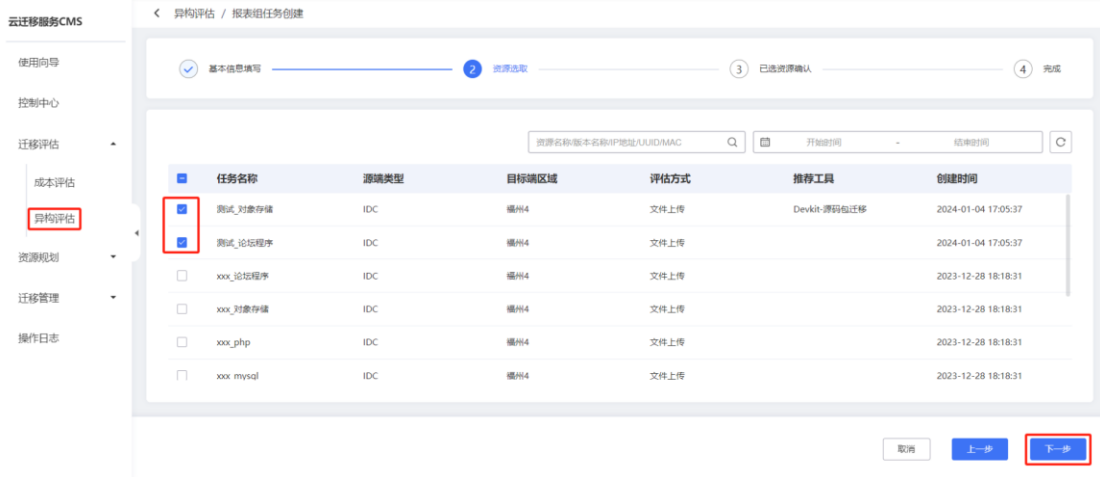 云迁移服务CMS
使用向导
控制中心
迁移评估
成本评估
异构评估
资源规划
迁移管理
操作日志
异构评估 / 报表组任务创建
基本信息填写
2 资源选取
3 已选资源确认
4 完成
资源名称/版本名称/IP地址/UUID/MAC 开始时间 - 结束时间
任务名称 源端类型 目标端区域 评估方式 推荐工具 创建时间
测试_对象存储 IDC 福州4 文件上传 Devkit-源码包迁移 2024-01-04 17:05:37
测试_论坛程序 IDC 福州4 文件上传 2024-01-04 17:05:37
xxx_论坛程序 IDC 福州4 文件上传 2023-12-28 18:18:31
xxx_对象存储 IDC 福州4 文件上传 2023-12-28 18:18:31
xxx_php IDC 福州4 文件上传 2023-12-28 18:18:31
xxx_mysql IDC 福州4 文件上传 2023-12-28 18:18:31
取消 上一步 下一步